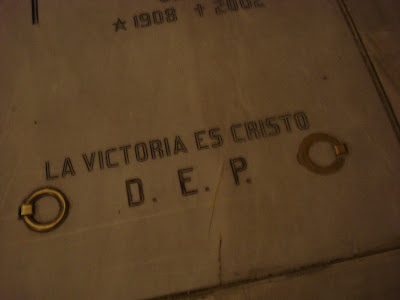 ★ 1908 ✝ 2002
LA VICTORIA ES CRISTO
D. E. P.